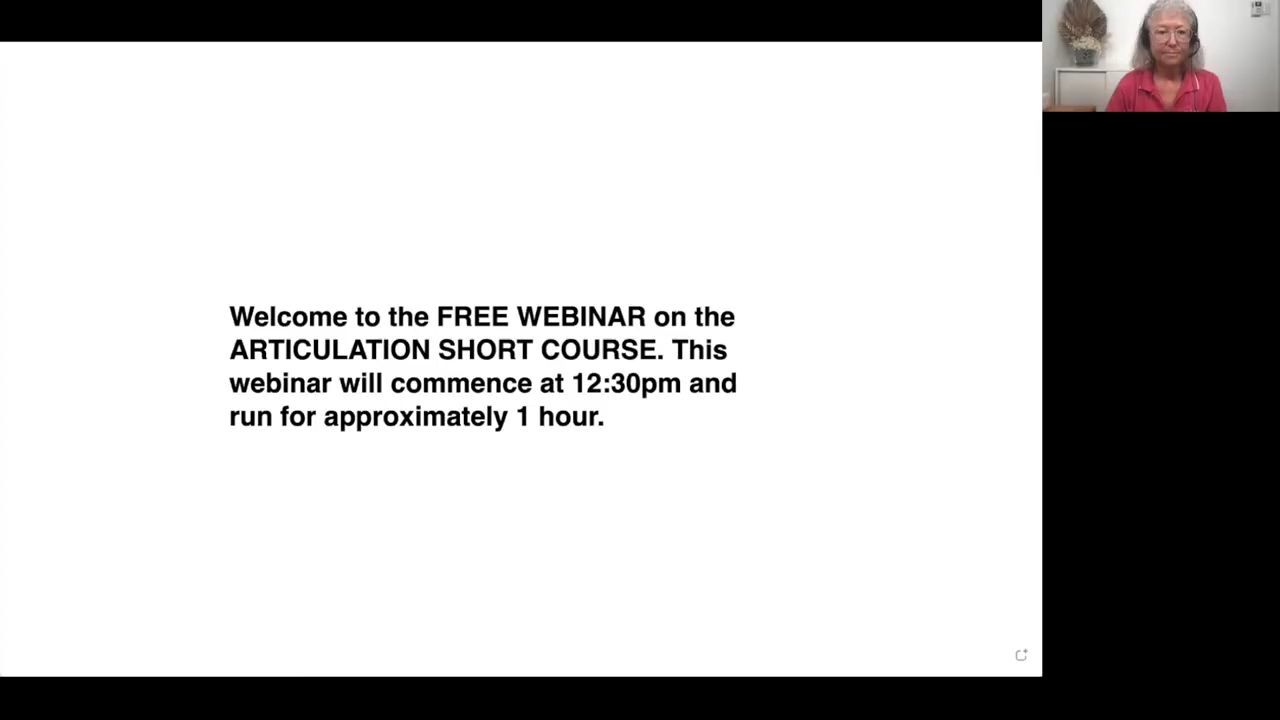 Welcome to the FREE WEBINAR on the
ARTICULATION SHORT COURSE. This
webinar will commence at 12:30pm and
run for approximately 1 hour.